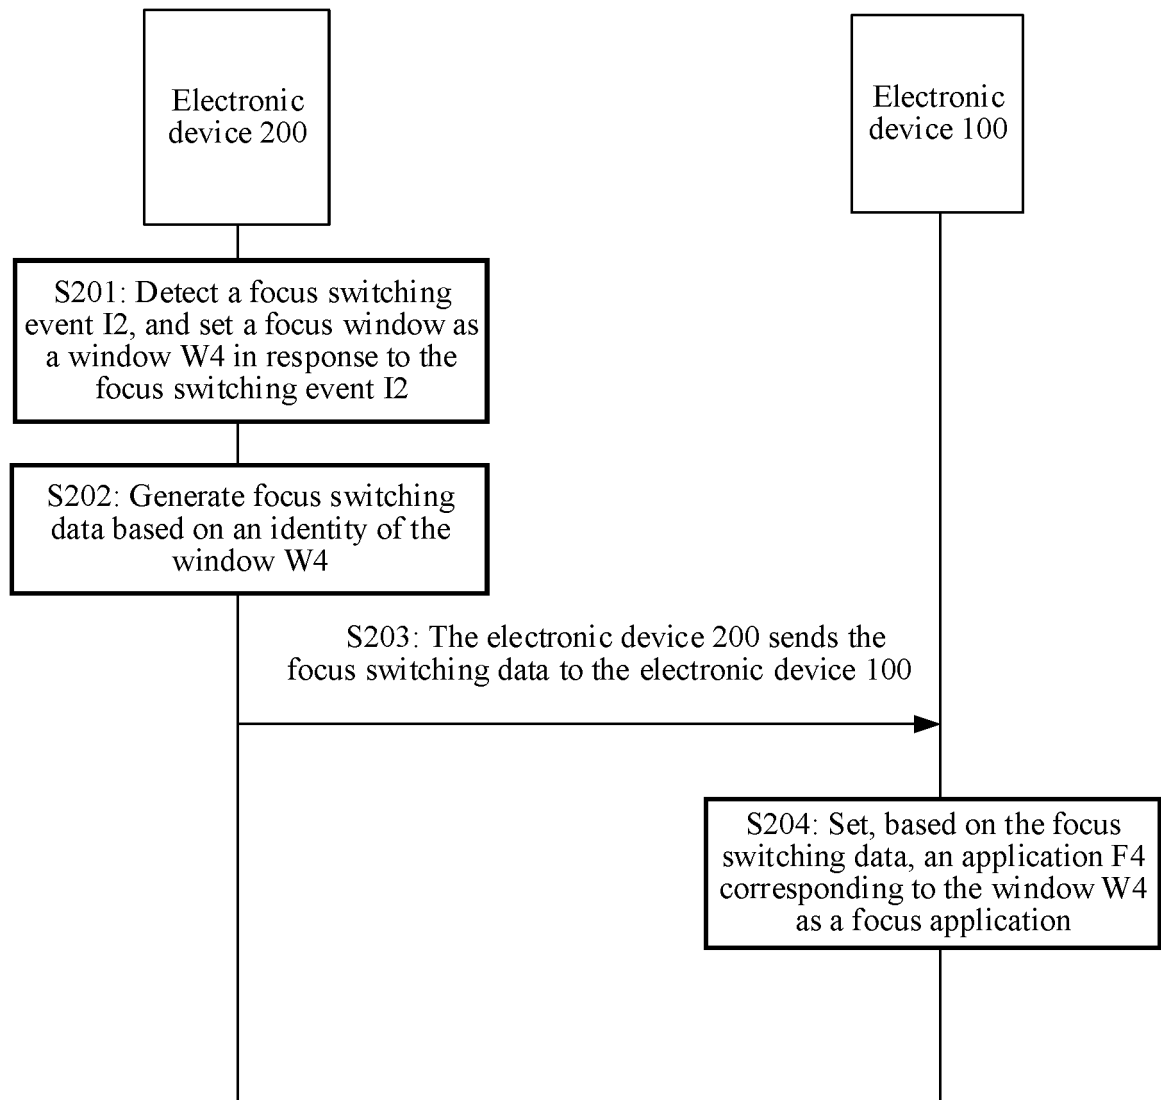 Electronic
device 200
Electronic
device 100
S201: Detect a focus switching
event I2, and set a focus window as
a window W4 in response to the
focus switching event I2
S202: Generate focus switching
data based on an identity of the
window W4
S203: The electronic device 200 sends the
focus switching data to the electronic device 100
S204: Set, based on the focus
switching data, an application F4
corresponding to the window W4
as a focus application